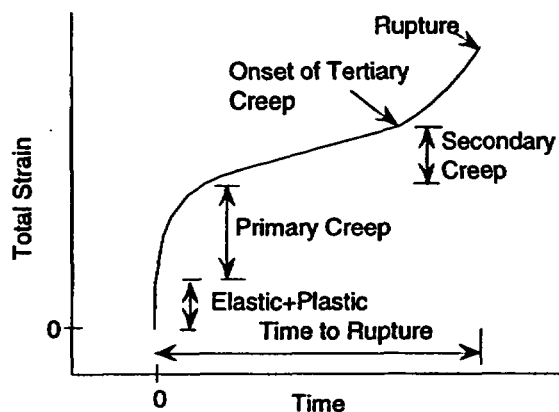 Rupture
Onset of Tertiary
Creep
Secondary
Creep
Total Strain
Primary Creep
Elastic+Plastic
Time to Rupture
0
0
Time